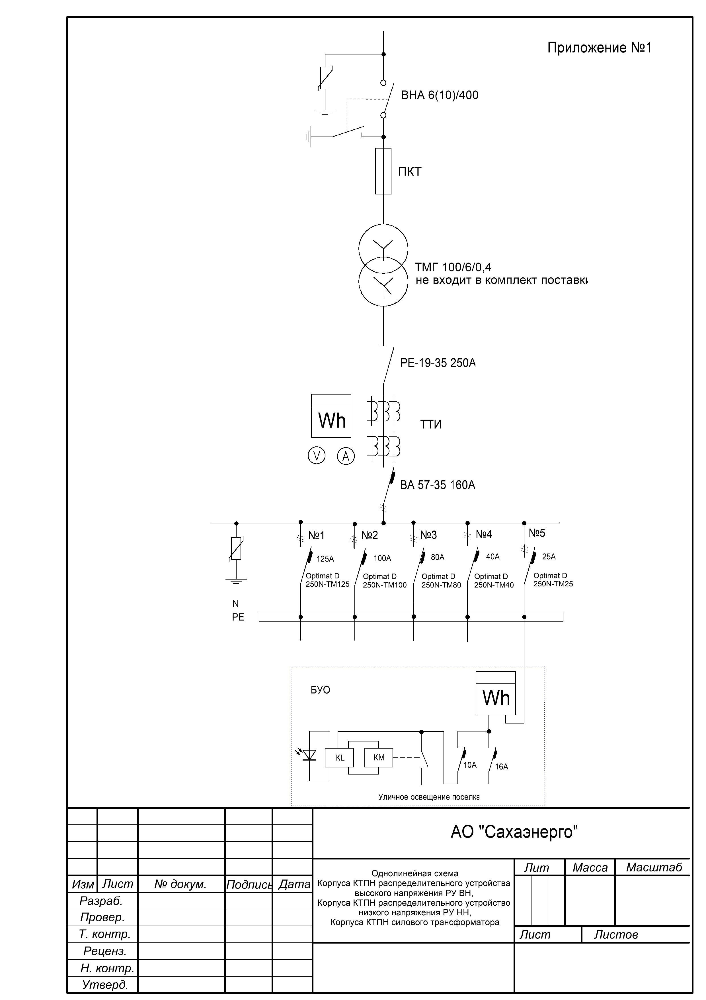 Приложение №1
ВНА 6(10)/400
ПКТ
ТМГ 100/6/0,4
не входит в комплект поставки
РЕ-19-35 250А
Wh
ТТИ
V A
ВА 57-35 160А
№1 №2 №3 №4 №5
125А 100А 80А 40А 25А
Optimat D Optimat D Optimat D Optimat D Optimat D
250N-TM125 250N-TM100 250N-TM80 250N-TM40 250N-TM25
N
PE
БУО
Wh
KL KM 10А 16А
Уличное освещение поселка
АО "Сахаэнерго"
Лит Масса Масштаб
Однолинейная схема
Корпуса КТПН распределительного устройства
высокого напряжения РУ ВН,
Корпуса КТПН распределительного устройство
низкого напряжения РУ НН,
Корпуса КТПН силового трансформатора
Изм Лист № докум. Подпись Дата
Разраб.
Провер.
Т. контр.
Лист Листов
Реценз.
Н. контр.
Утверд.